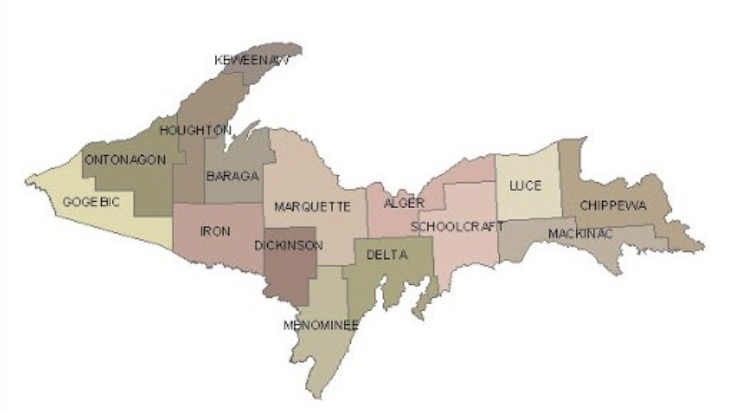 KEWEENAW
HOUGHTON
ONTONAGON
BARAGA
GOGEBIC
MARQUETTE
ALGER
LUCE
CHIPPEWA
IRON
SCHOOLCRAFT
MACKINAC
DICKINSON
DELTA
MENOMINEE